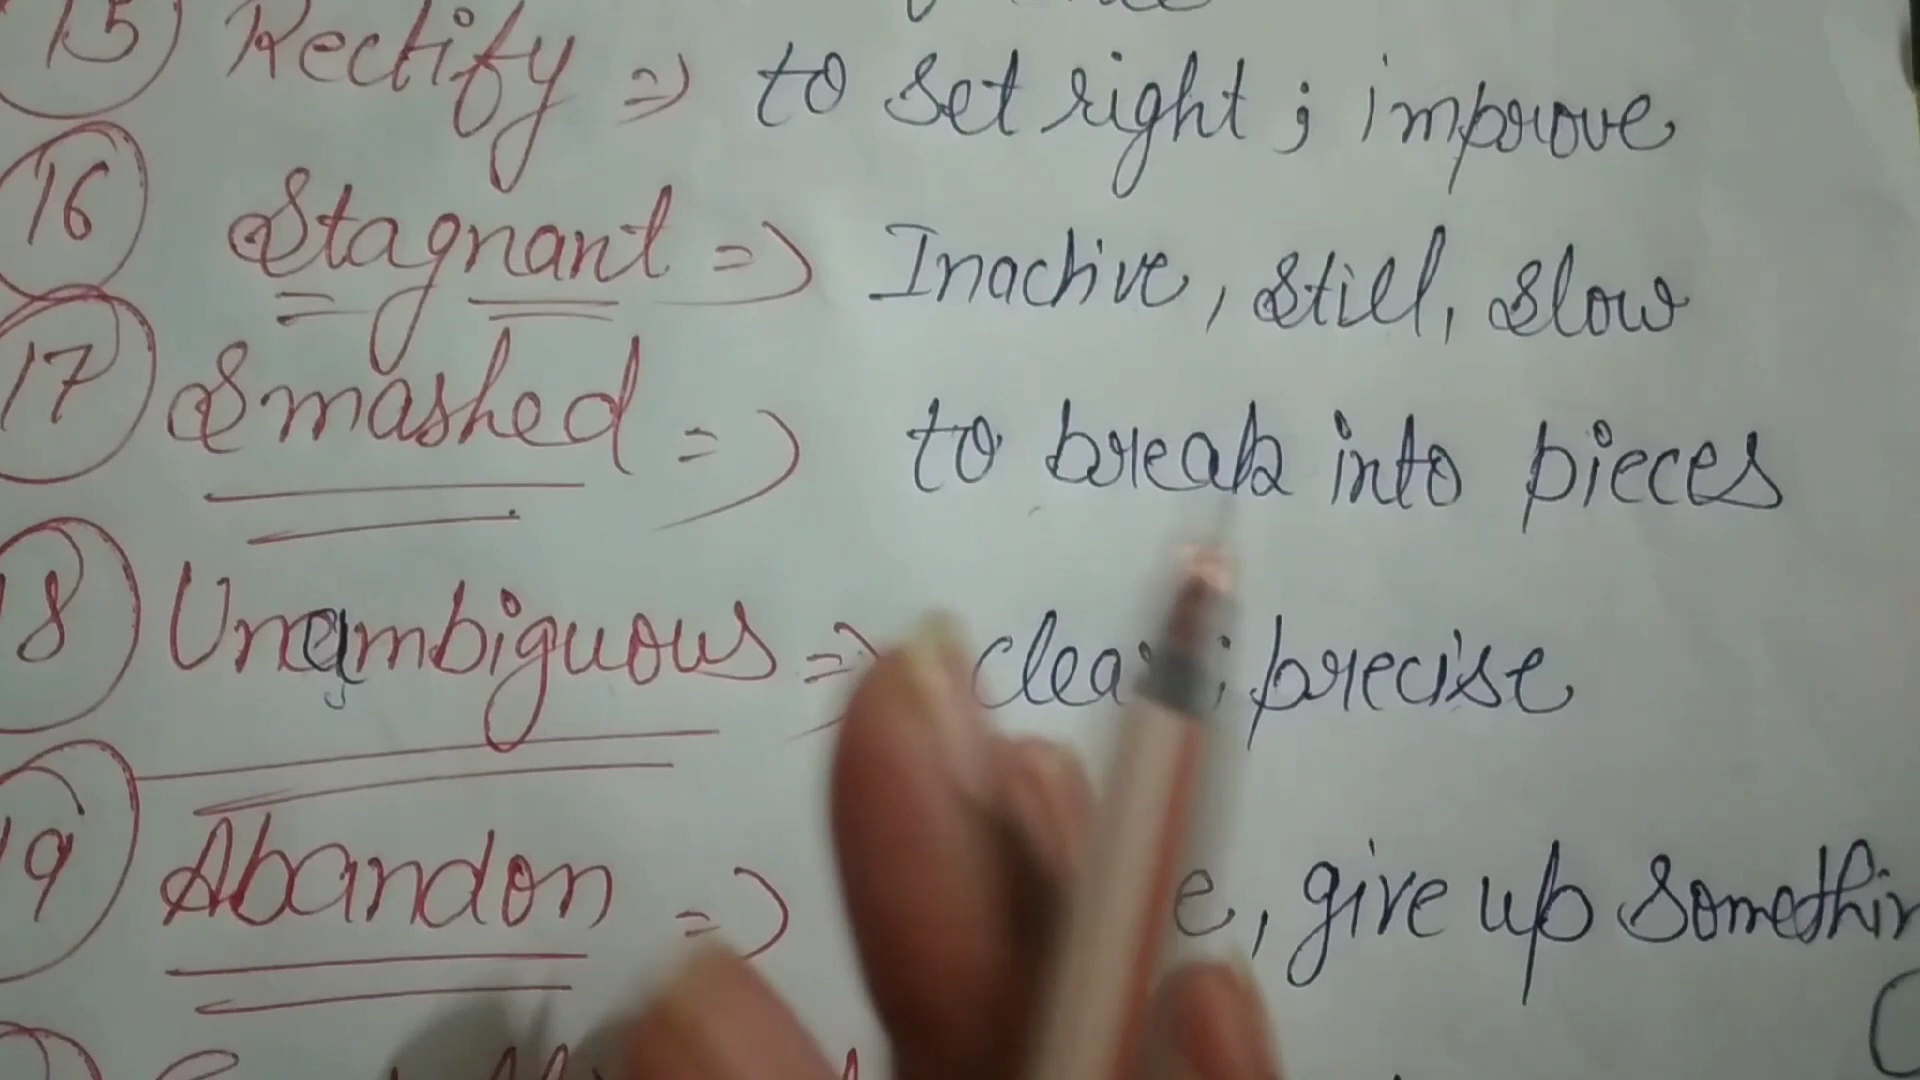 15 Rectify => to set right ; improve
16 Stagnant => Inactive, still, slow
17 Smashed => to break into pieces
18 Unambiguous => clear ; precise
19 Abandon => give up somethin